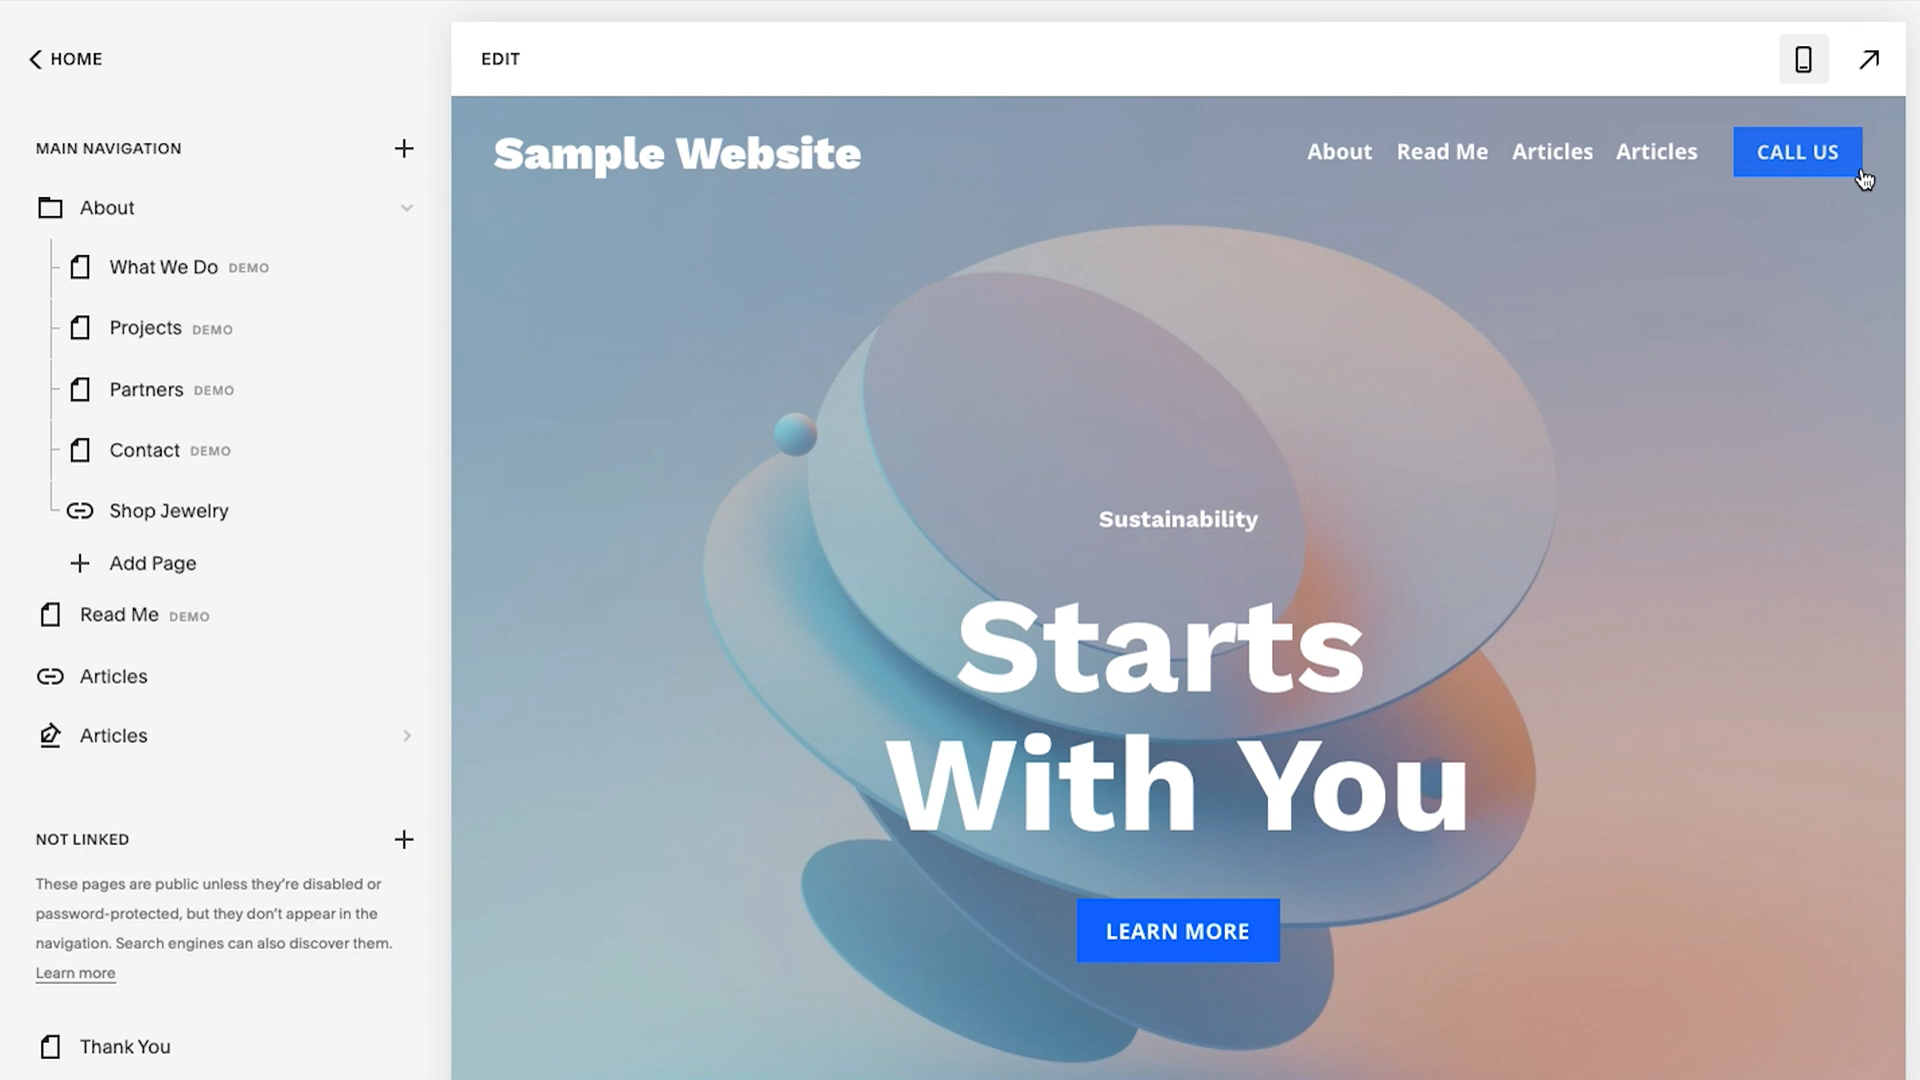 HOME
MAIN NAVIGATION
About
What We Do DEMO
Projects DEMO
Partners DEMO
Contact DEMO
Shop Jewelry
Add Page
Read Me DEMO
Articles
Articles
NOT LINKED
These pages are public unless they’re disabled or
password-protected, but they don’t appear in the
navigation. Search engines can also discover them.
Learn more
Thank You
EDIT
Sample Website
About Read Me Articles Articles CALL US
Sustainability
Starts
With You
LEARN MORE